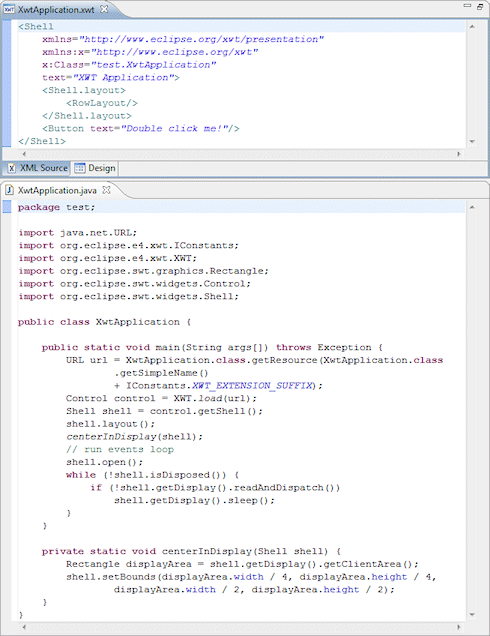 XwtApplication.xwt
<Shell
xmlns="http://www.eclipse.org/xwt/presentation"
xmlns:x="http://www.eclipse.org/xwt"
x:Class="test.XwtApplication"
text="XWT Application">
<Shell.layout>
<RowLayout/>
</Shell.layout>
<Button text="Double click me!"/>
</Shell>
XML Source Design
XwtApplication.java
package test;
import java.net.URL;
import org.eclipse.e4.xwt.IConstants;
import org.eclipse.e4.xwt.XWT;
import org.eclipse.swt.graphics.Rectangle;
import org.eclipse.swt.widgets.Control;
import org.eclipse.swt.widgets.Shell;
public class XwtApplication {
public static void main(String args[]) throws Exception {
URL url = XwtApplication.class.getResource(XwtApplication.class
.getSimpleName()
+ IConstants.XWT_EXTENSION_SUFFIX);
Control control = XWT.load(url);
Shell shell = control.getShell();
shell.layout();
centerInDisplay(shell);
// run events loop
shell.open();
while (!shell.isDisposed()) {
if (!shell.getDisplay().readAndDispatch())
shell.getDisplay().sleep();
}
}
private static void centerInDisplay(Shell shell) {
Rectangle displayArea = shell.getDisplay().getClientArea();
shell.setBounds(displayArea.width / 4, displayArea.height / 4,
displayArea.width / 2, displayArea.height / 2);
}
}